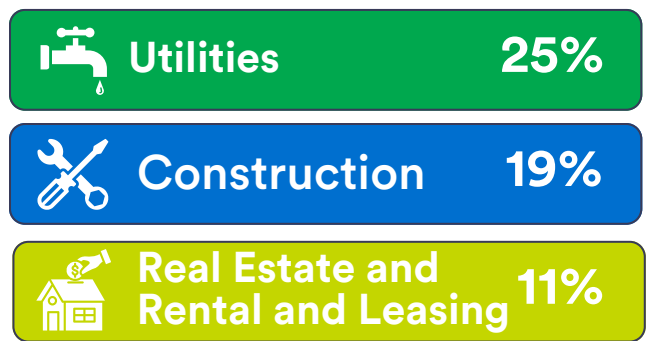 Utilities 25%
Construction 19%
Real Estate and
Rental and Leasing 11%